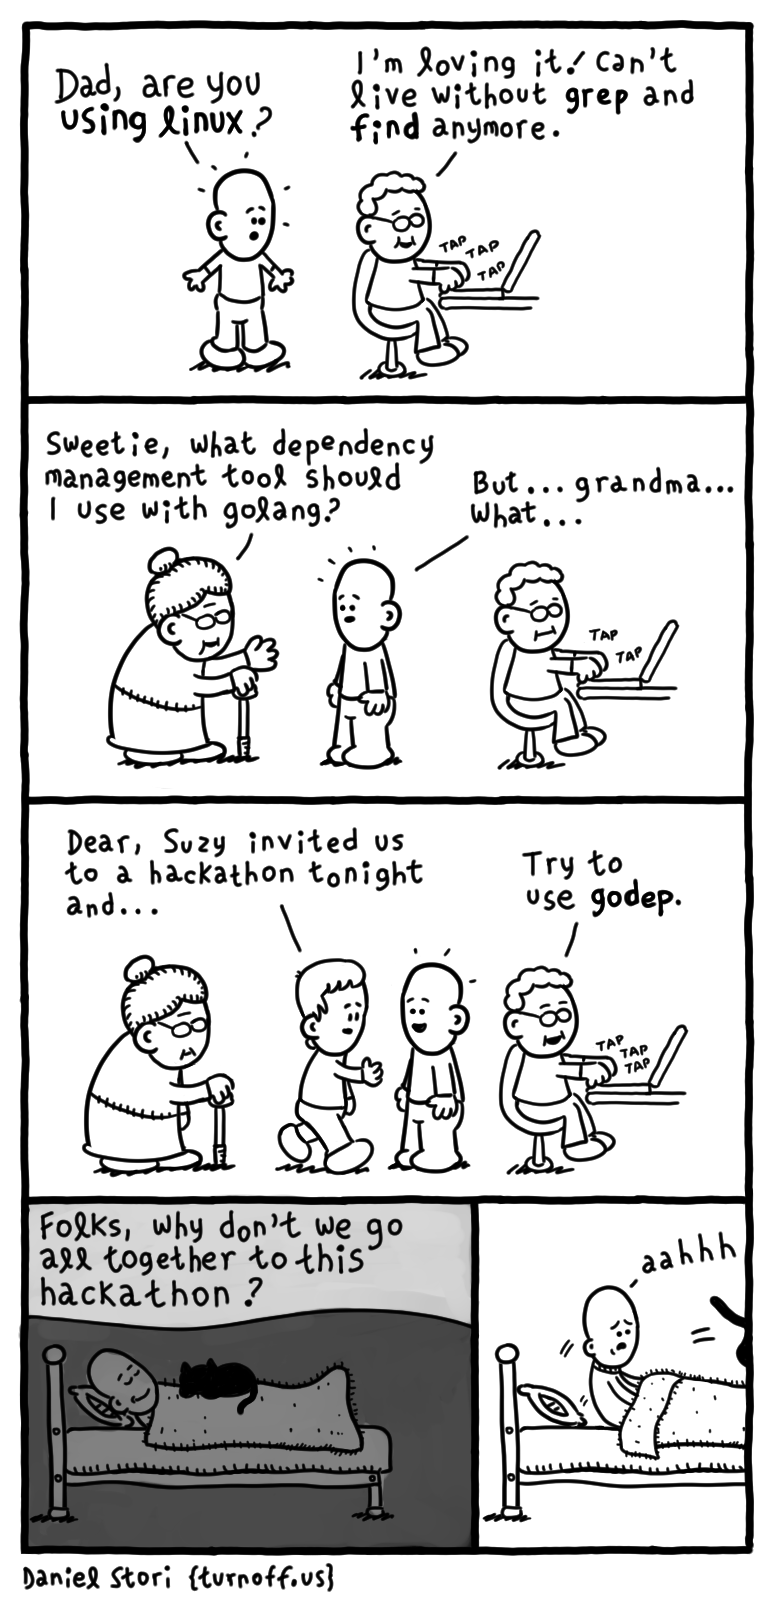 Dad, are you
using linux?
I'm loving it! Can't
live without grep and
find anymore.
TAP
TAP
TAP
Sweetie, what dependency
management tool should
I use with golang?
But... grandma...
What...
TAP
TAP
Dear, Suzy invited us
to a hackathon tonight
and...
Try to
use godep.
TAP
TAP
TAP
Folks, why don't we go
all together to this
hackathon?
aahhh
Daniel Stori {turnoff.us}